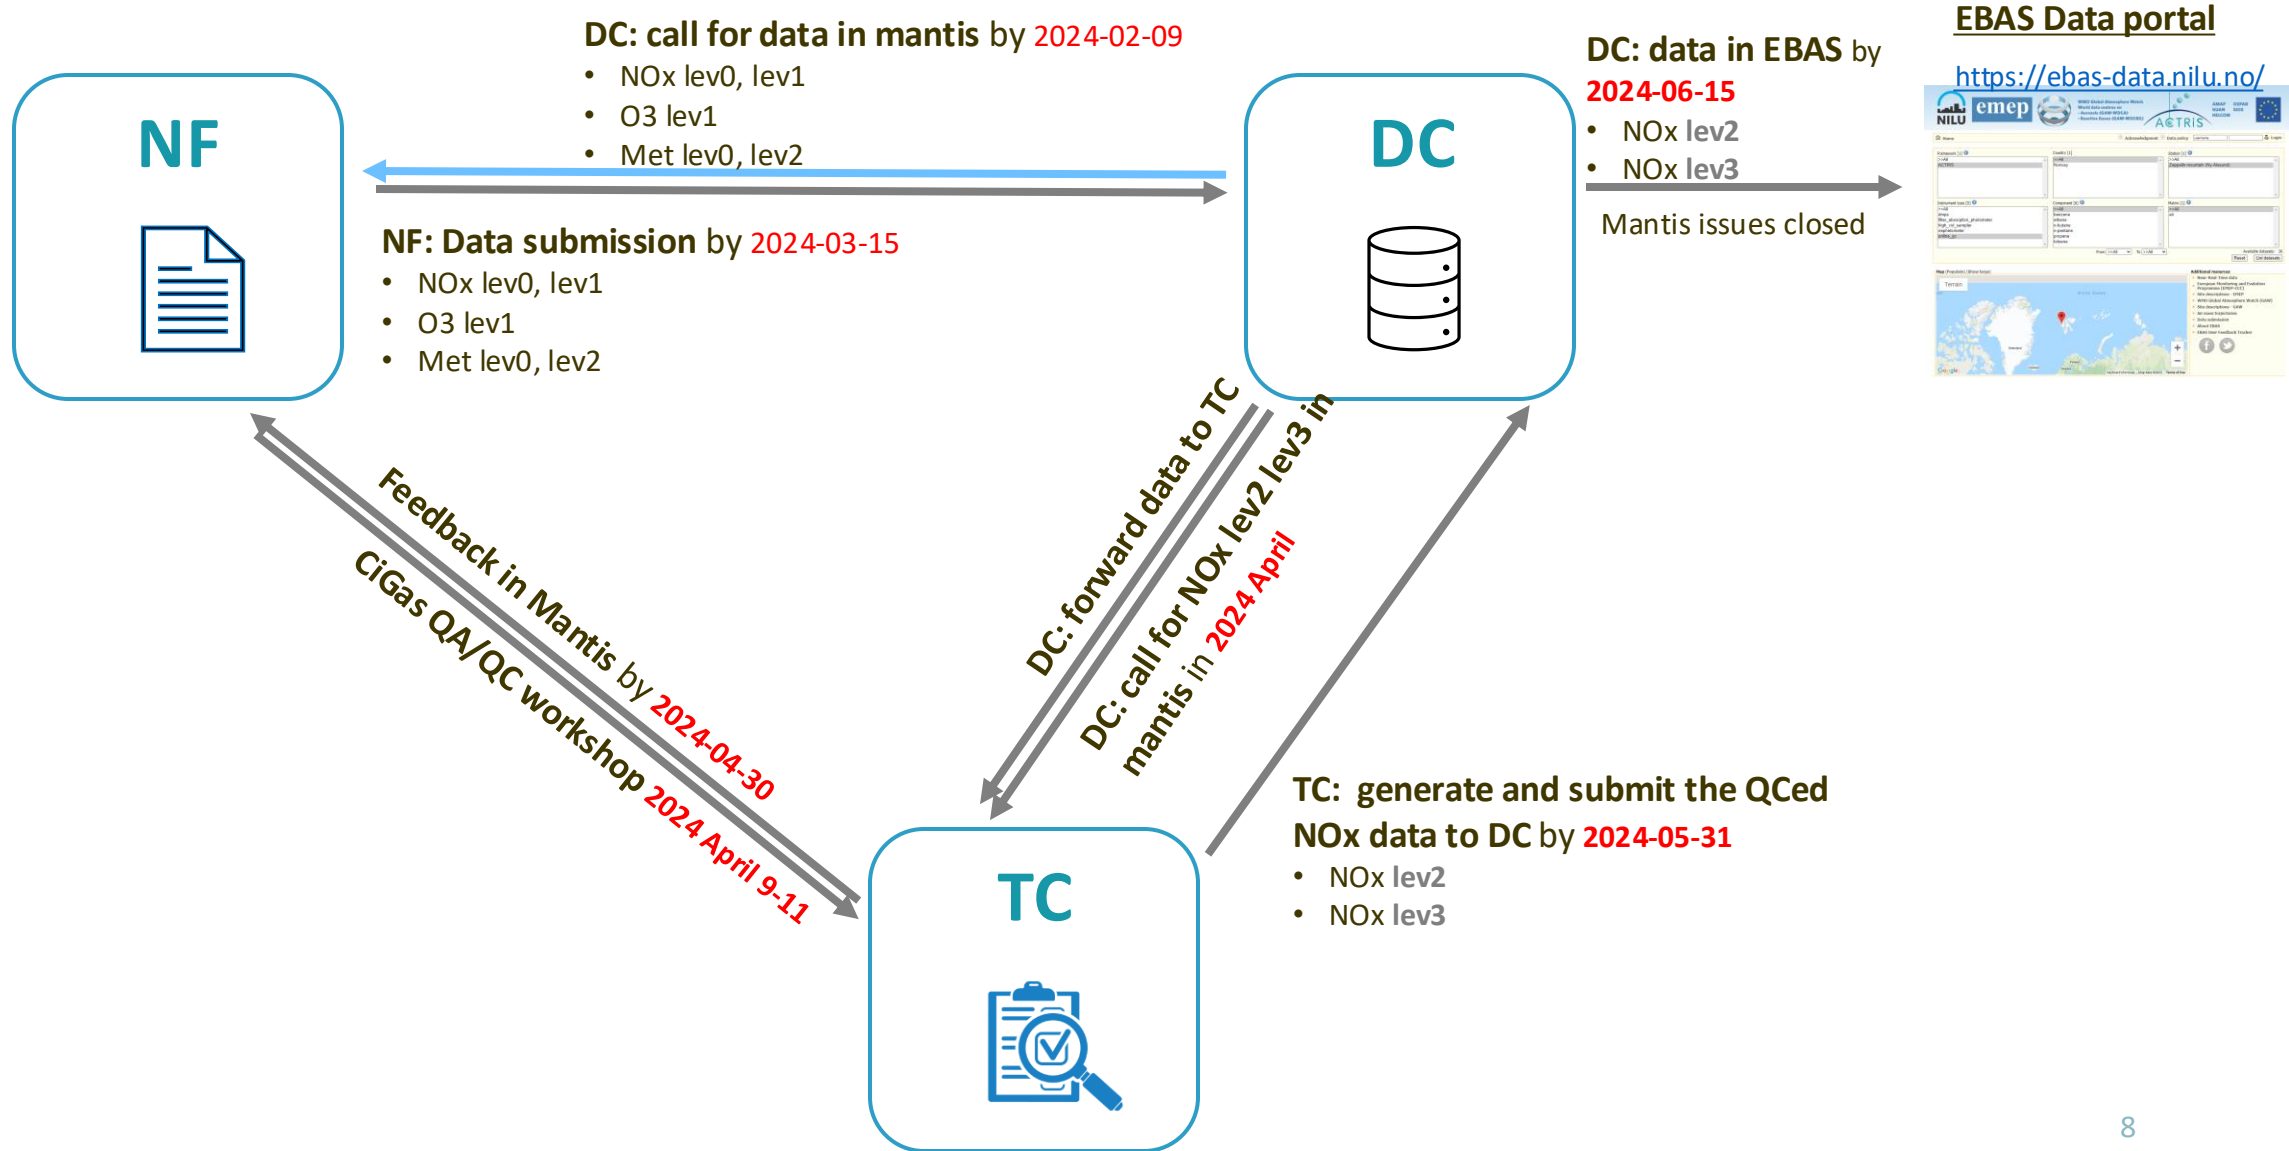 DC: call for data in mantis by 2024-02-09
• NOx lev0, lev1
• O3 lev1
• Met lev0, lev2
NF
NF: Data submission by 2024-03-15
• NOx lev0, lev1
• O3 lev1
• Met lev0, lev2
DC
DC: data in EBAS by
2024-06-15
• NOx lev2
• NOx lev3
Mantis issues closed
EBAS Data portal
https://ebas-data.nilu.no/
NILU
emep
ACTRIS
Terrain
Google
Feedback in Mantis by 2024-04-30
CiGas QA/QC workshop 2024 April 9-11
DC: forward data to TC
DC: call for NOx lev2 lev3 in
mantis in 2024 April
TC
TC: generate and submit the QCed
NOx data to DC by 2024-05-31
• NOx lev2
• NOx lev3
8